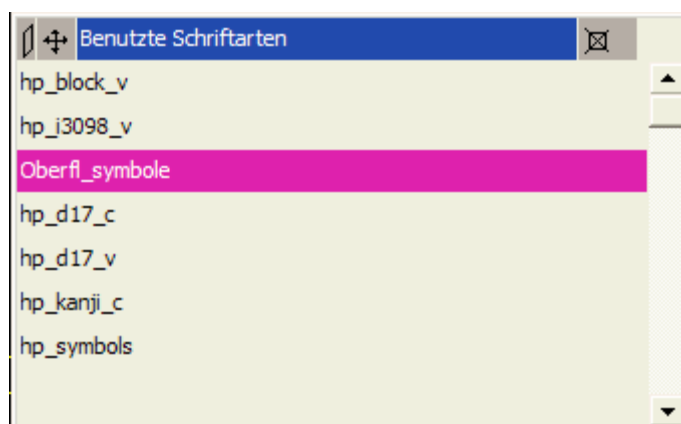 Benutzte Schriftarten
hp_block_v
hp_i3098_v
Oberfl_symbole
hp_d17_c
hp_d17_v
hp_kanji_c
hp_symbols